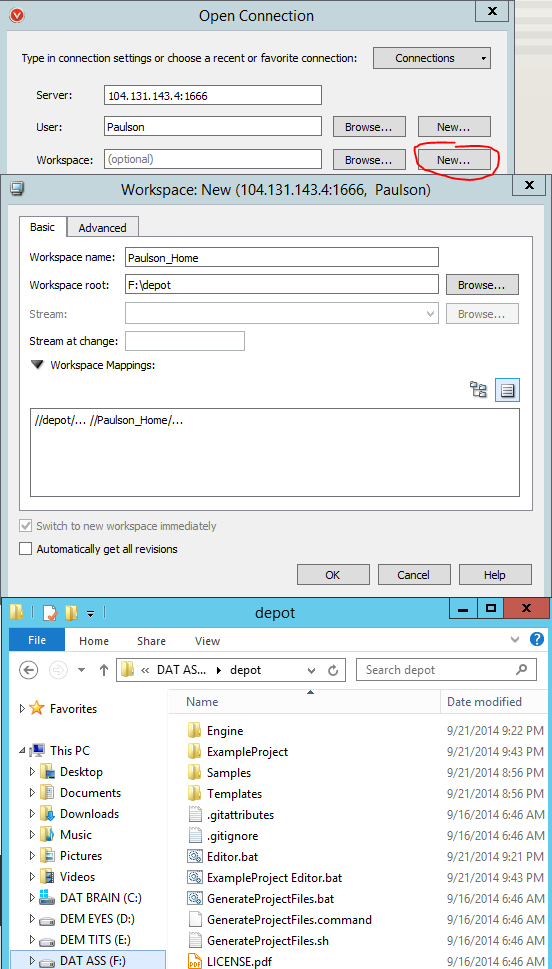 Open Connection
Type in connection settings or choose a recent or favorite connection: Connections
Server: 104.131.143.4:1666
User: Paulson Browse... New...
Workspace: (optional) Browse... New...
Workspace: New (104.131.143.4:1666, Paulson)
Basic Advanced
Workspace name: Paulson_Home
Workspace root: F:\depot Browse...
Stream: Browse...
Stream at change:
Workspace Mappings:
//depot/... //Paulson_Home/...
Switch to new workspace immediately
Automatically get all revisions
OK Cancel Help
depot
File Home Share View
« DAT AS... depot Search depot
Name Date modified
Favorites
This PC
Desktop
Documents
Downloads
Music
Pictures
Videos
DAT BRAIN (C:)
DEM EYES (D:)
DEM TITS (E:)
DAT ASS (F:)
Engine 9/21/2014 9:22 PM
ExampleProject 9/21/2014 9:43 PM
Samples 9/21/2014 8:56 PM
Templates 9/21/2014 8:56 PM
.gitattributes 9/16/2014 6:46 AM
.gitignore 9/16/2014 6:46 AM
Editor.bat 9/21/2014 9:21 PM
ExampleProject Editor.bat 9/21/2014 9:43 PM
GenerateProjectFiles.bat 9/16/2014 6:46 AM
GenerateProjectFiles.command 9/16/2014 6:46 AM
GenerateProjectFiles.sh 9/16/2014 6:46 AM
LICENSE.pdf 9/16/2014 6:46 AM